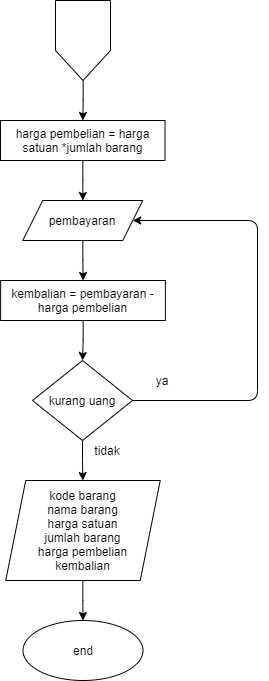 harga pembelian = harga
satuan *jumlah barang
pembayaran
kembalian = pembayaran -
harga pembelian
ya
kurang uang
tidak
kode barang
nama barang
harga satuan
jumlah barang
harga pembelian
kembalian
end